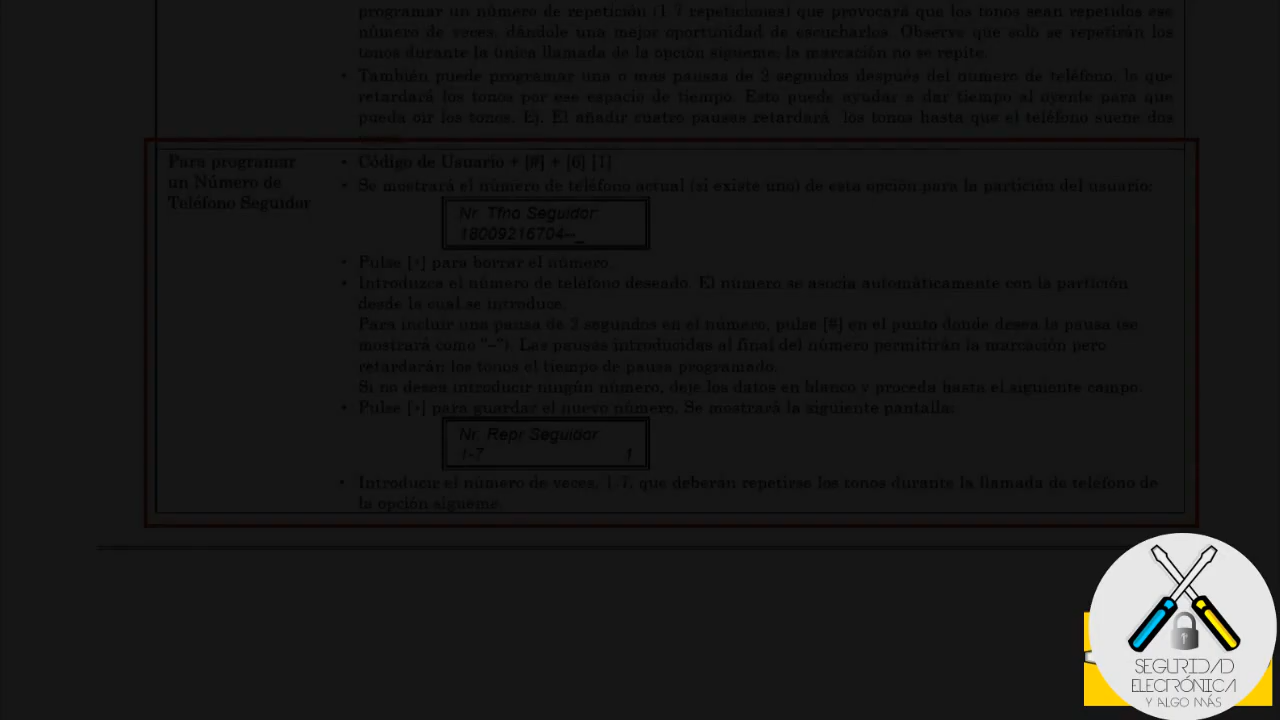 programar un número de repetición (1-7 repeticiones) que provocará que los tonos sean repetidos ese
número de veces, dándole una mejor oportunidad de escucharlos. Observe que solo se repetirán los
tonos durante la única llamada de la opción sígueme; la marcación no se repite.
• También puede programar una o mas pausas de 2 segundos después del número de teléfono, lo que
retardará los tonos por ese espacio de tiempo. Esto puede ayudar a dar tiempo al oyente para que
pueda oír los tonos. Ej. El añadir cuatro pausas retardará los tonos hasta que el teléfono suene dos
Para programar
un Número de
Teléfono Seguidor
• Código de Usuario + [#] + [6] [1]
• Se mostrará el número de teléfono actual (si existe uno) de esta opción para la partición del usuario:
Nr. Tfno Seguidor
18009216704--_
• Pulse [*] para borrar el número.
• Introduzca el número de teléfono deseado. El número se asocia automáticamente con la partición
desde la cual se introduce.
Para incluir una pausa de 2 segundos en el número, pulse [#] en el punto donde desea la pausa (se
mostrará como "–"). Las pausas introducidas al final del número permitirán la marcación pero
retardarán los tonos el tiempo de pausa programado.
Si no desea introducir ningún número, deje los datos en blanco y proceda hasta el siguiente campo.
• Pulse [*] para guardar el nuevo número. Se mostrará la siguiente pantalla:
Nr. Repr Seguidor
1-7 1
• Introducir el número de veces, 1-7, que deberán repetirse los tonos durante la llamada de teléfono de
la opción sígueme.
SEGURIDAD
ELECTRÓNICA
Y ALGO MÁS